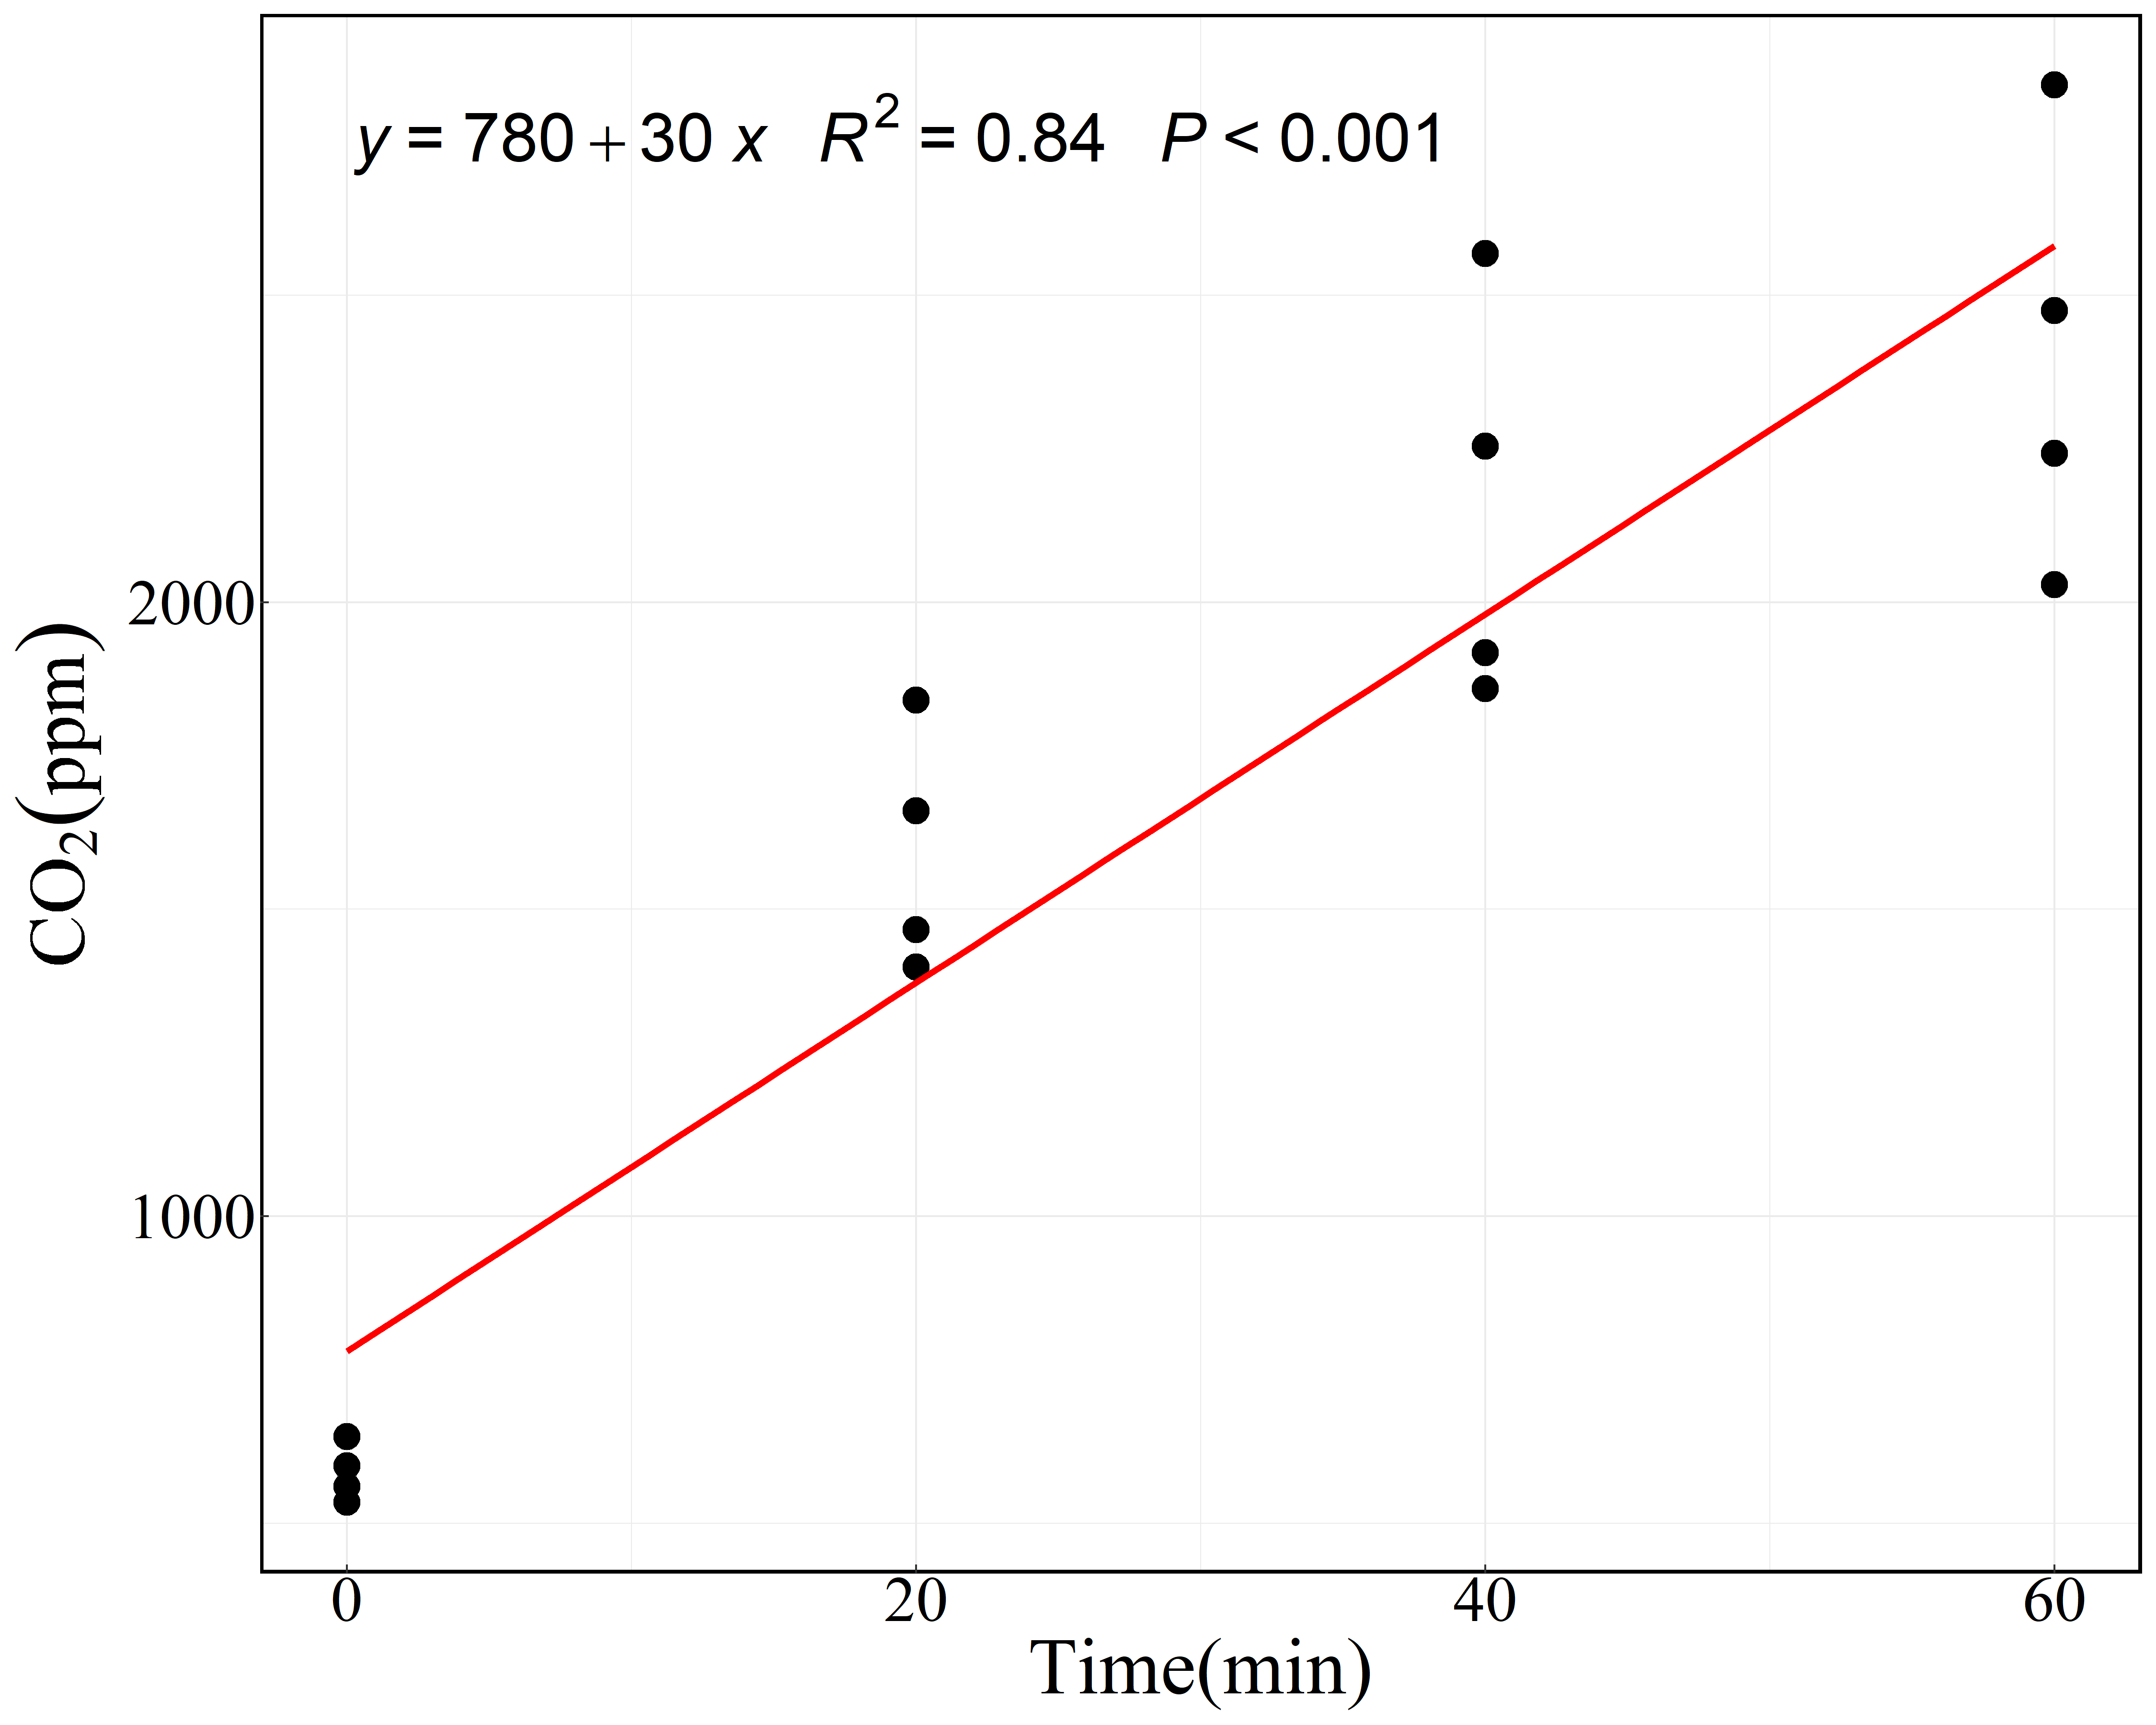 y = 780 + 30 x R² = 0.84 P < 0.001
2000
1000
CO₂(ppm)
0 20 40 60
Time(min)